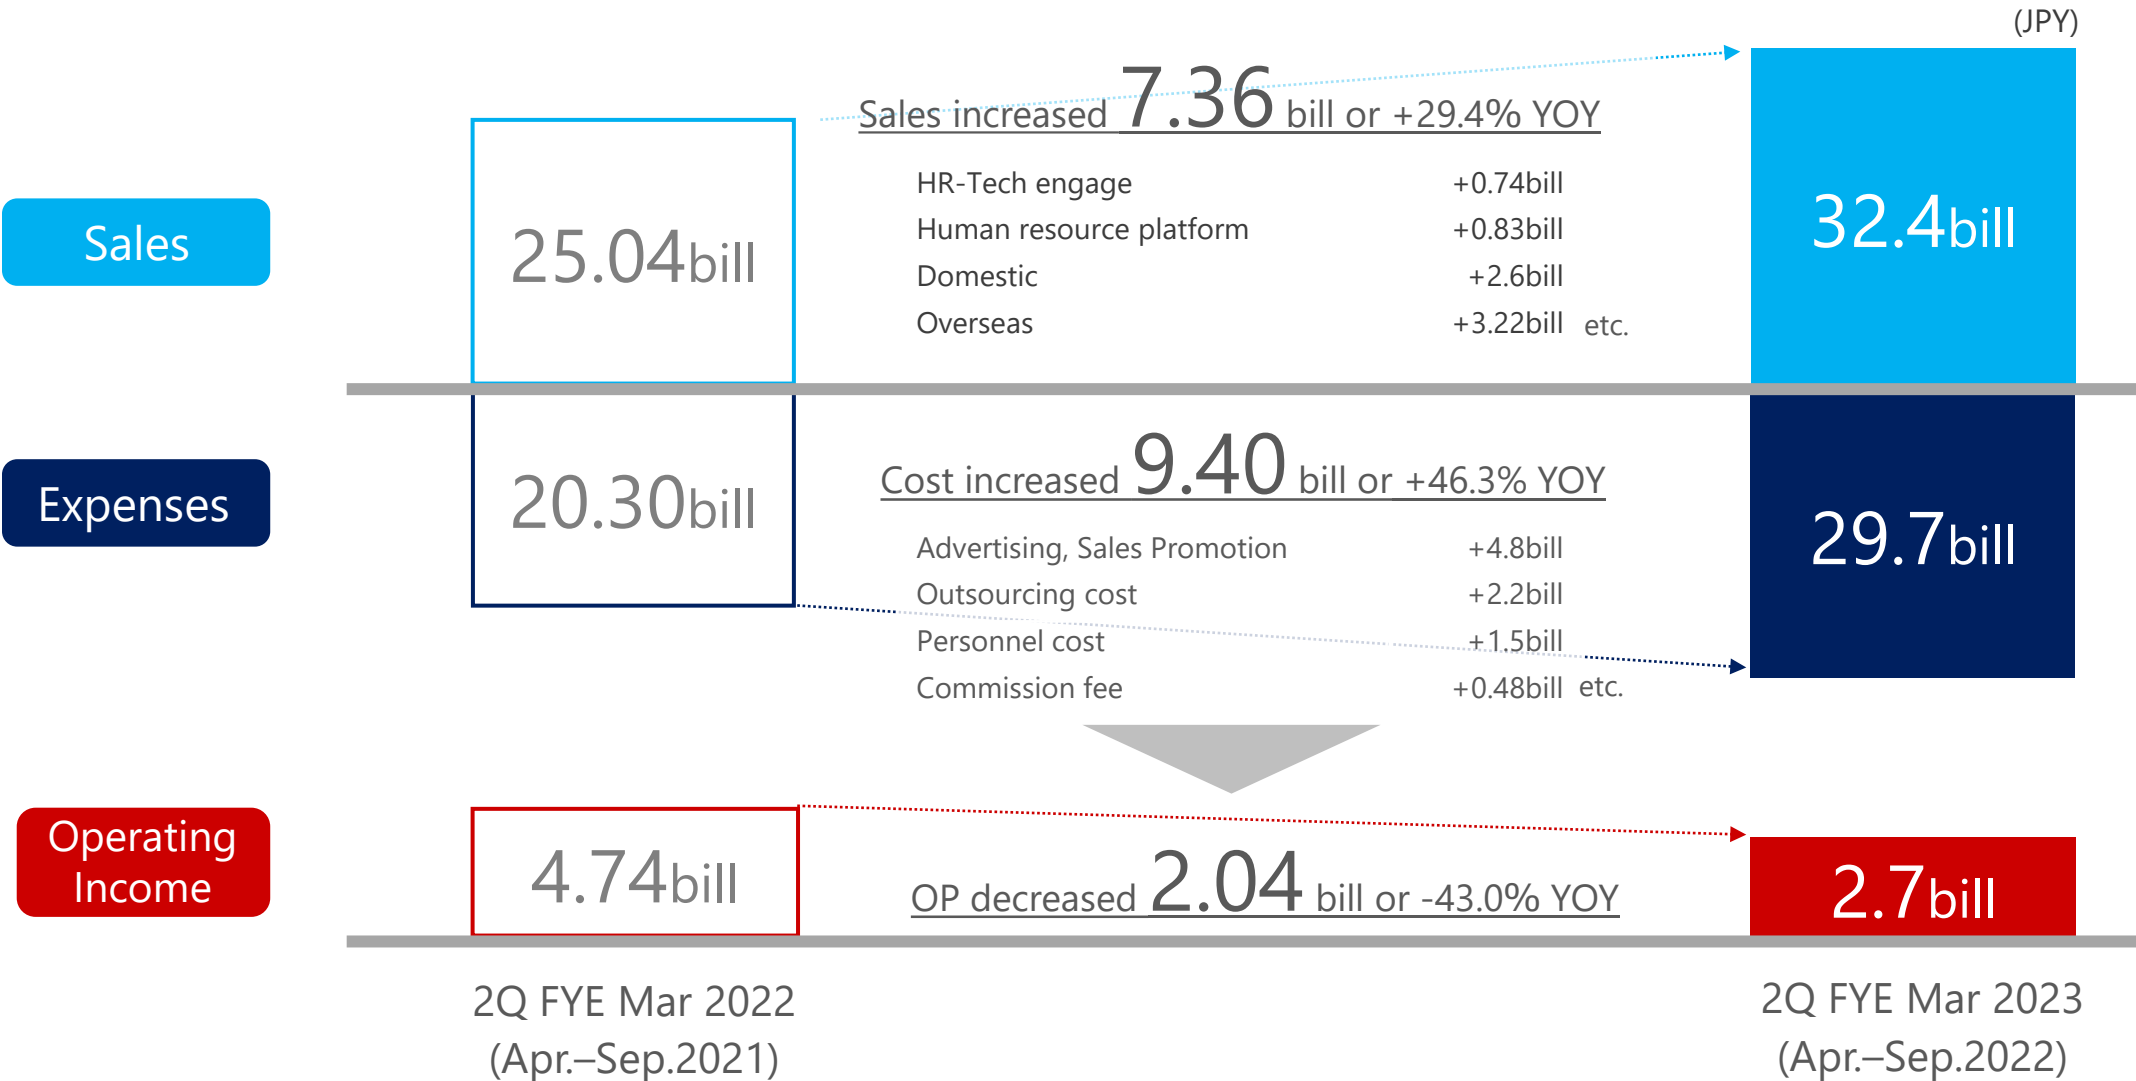 (JPY)
Sales
25.04bill
Sales increased 7.36 bill or +29.4% YOY
HR-Tech engage +0.74bill
Human resource platform +0.83bill
Domestic +2.6bill
Overseas +3.22bill etc.
32.4bill
Expenses
20.30bill
Cost increased 9.40 bill or +46.3% YOY
Advertising, Sales Promotion +4.8bill
Outsourcing cost +2.2bill
Personnel cost +1.5bill
Commission fee +0.48bill etc.
29.7bill
Operating
Income
4.74bill
OP decreased 2.04 bill or -43.0% YOY
2.7bill
2Q FYE Mar 2022
(Apr.–Sep.2021)
2Q FYE Mar 2023
(Apr.–Sep.2022)